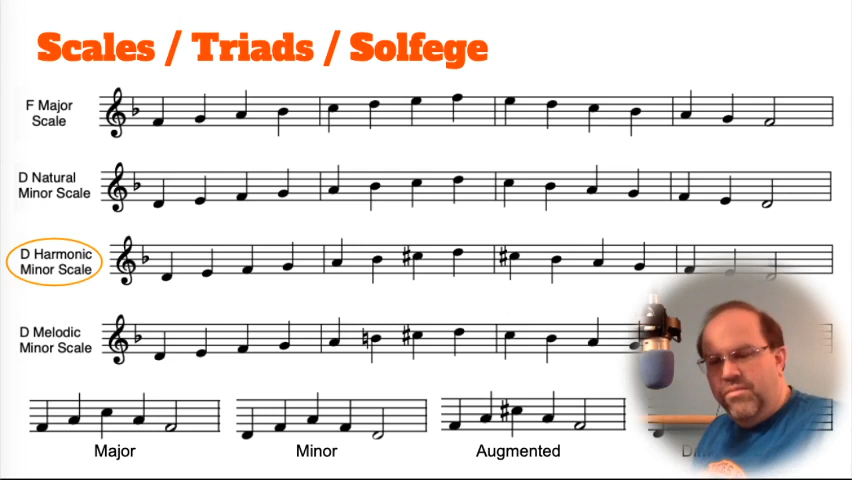 Scales / Triads / Solfege
F Major
Scale
D Natural
Minor Scale
D Harmonic
Minor Scale
D Melodic
Minor Scale
Major
Minor
Augmented